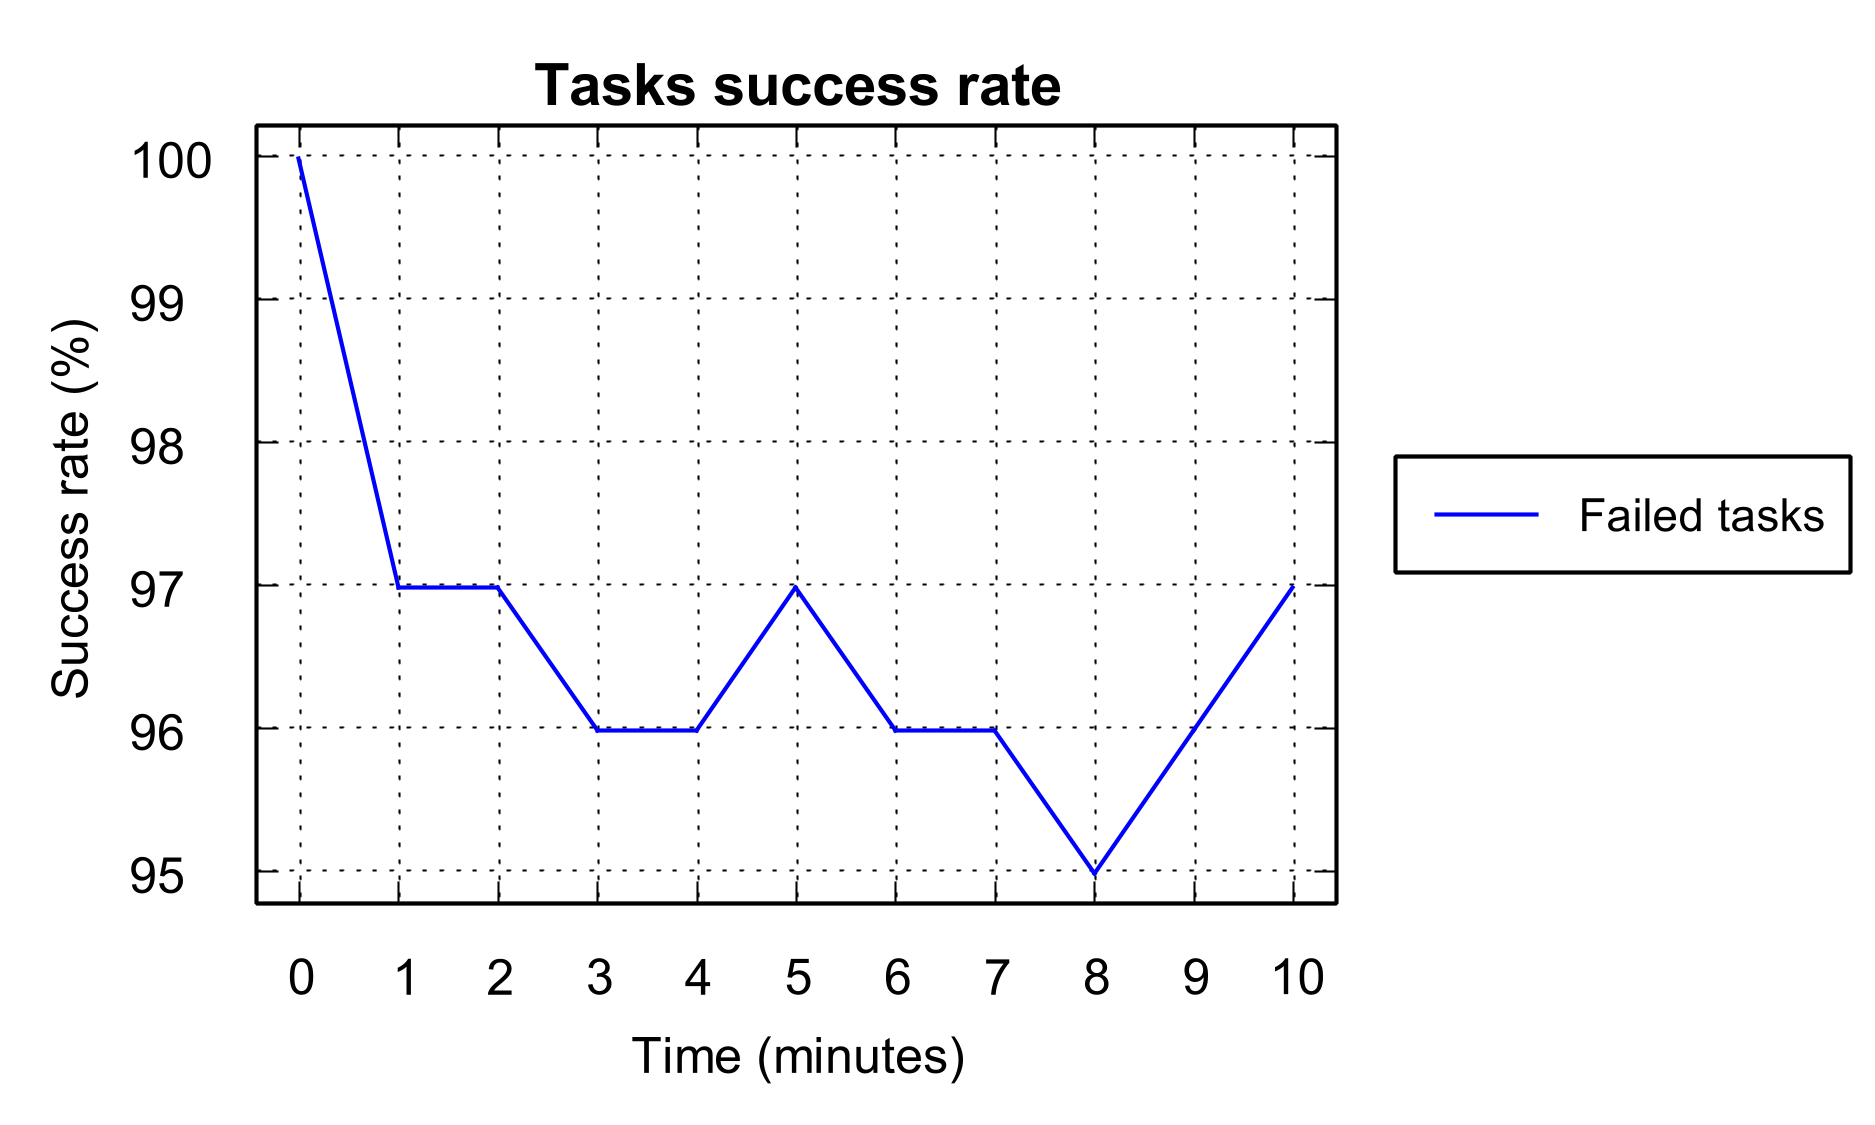 Tasks success rate
100
99
98
97
96
95
Success rate (%)
Failed tasks
0 1 2 3 4 5 6 7 8 9 10
Time (minutes)